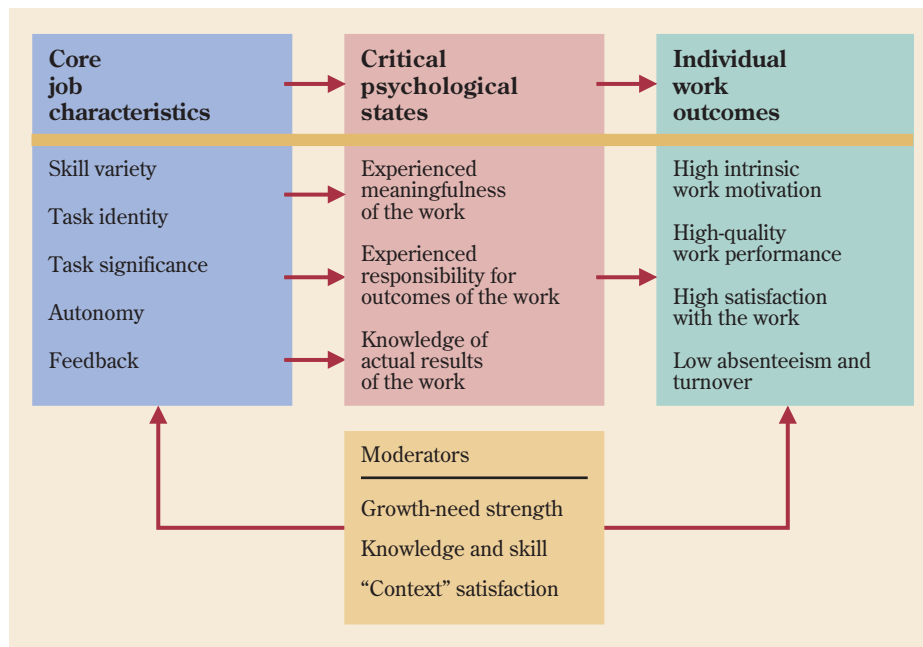 Core
job
characteristics
Critical
psychological
states
Individual
work
outcomes
Skill variety
Task identity
Task significance
Autonomy
Feedback
Experienced
meaningfulness
of the work
Experienced
responsibility for
outcomes of the work
Knowledge of
actual results
of the work
High intrinsic
work motivation
High-quality
work performance
High satisfaction
with the work
Low absenteeism and
turnover
Moderators
Growth-need strength
Knowledge and skill
“Context” satisfaction